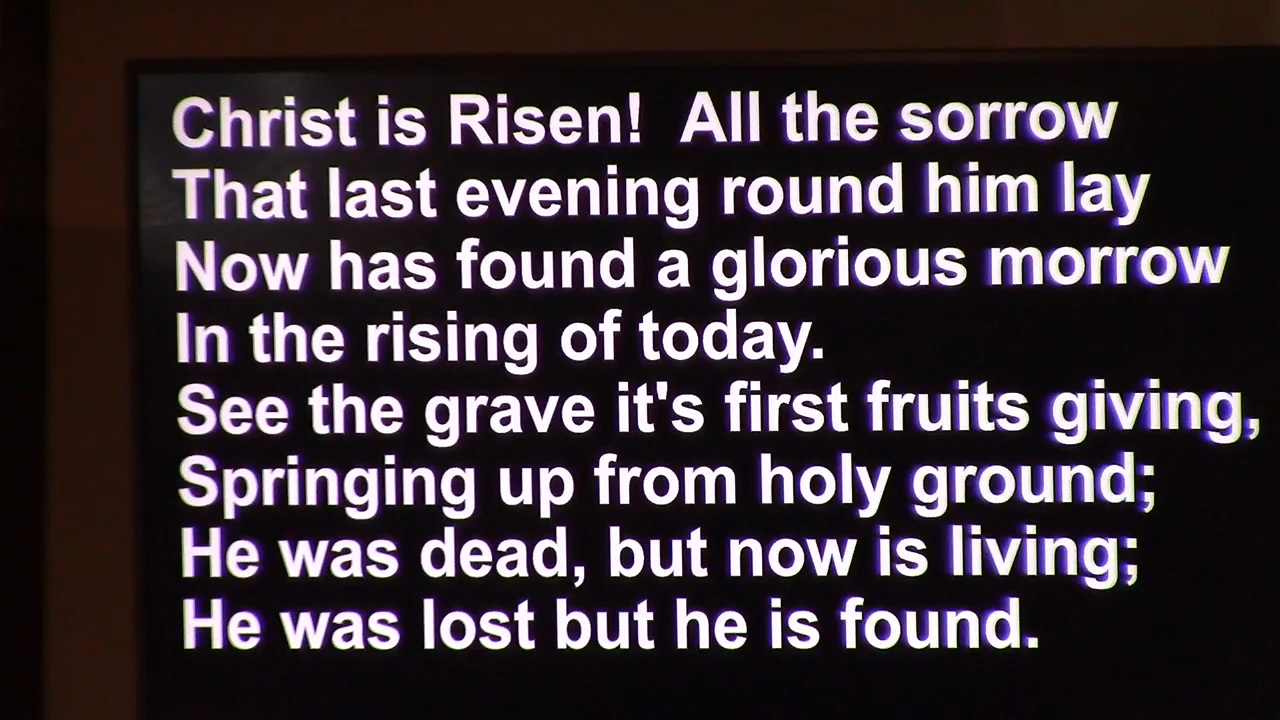 Christ is Risen!  All the sorrow
That last evening round him lay
Now has found a glorious morrow
In the rising of today.
See the grave it's first fruits giving,
Springing up from holy ground;
He was dead, but now is living;
He was lost but he is found.